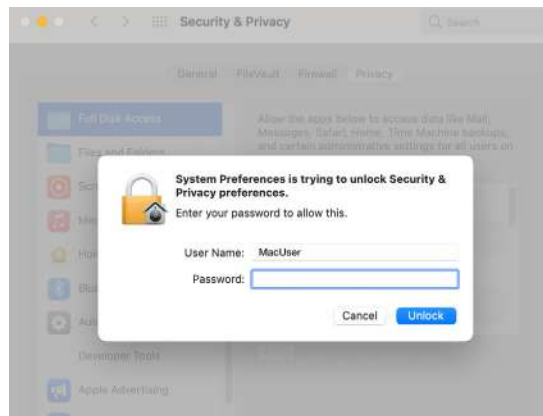 Security & Privacy
Search
General FileVault Firewall Privacy
Full Disk Access
Allow the apps below to access data like Mail,
Messages, Safari, Home, Time Machine backups,
and certain administrative settings for all users on
Files and Folders
System Preferences is trying to unlock Security &
Privacy preferences.
Enter your password to allow this.
User Name: MacUser
Password:
Cancel Unlock
Developer Tools
Apple Advertising